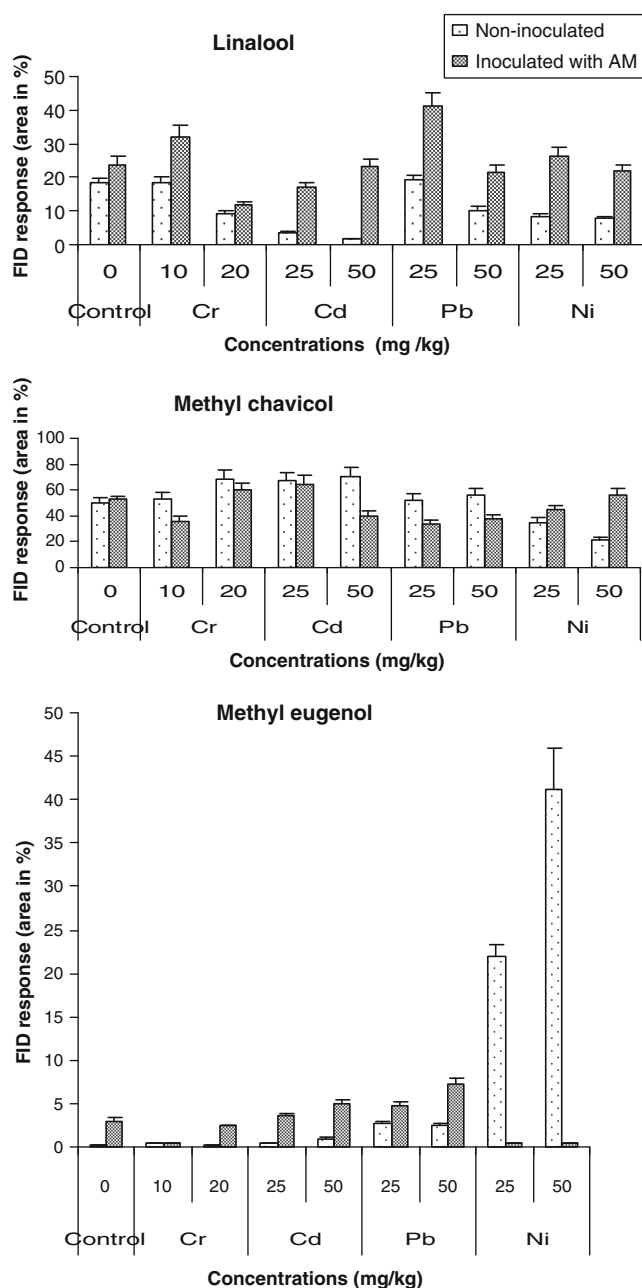 Linalool
Non-inoculated
Inoculated with AM
FID response (area in %)
50
40
30
20
10
0
0 10 20 25 50 25 50 25 50
Control Cr Cd Pb Ni
Concentrations (mg /kg)
Methyl chavicol
FID response (area in %)
100
80
60
40
20
0
0 10 20 25 50 25 50 25 50
Control Cr Cd Pb Ni
Concentrations (mg/kg)
Methyl eugenol
FID response (area in %)
50
45
40
35
30
25
20
15
10
5
0
0 10 20 25 50 25 50 25 50
Control Cr Cd Pb Ni
Concentrations (mg/kg)